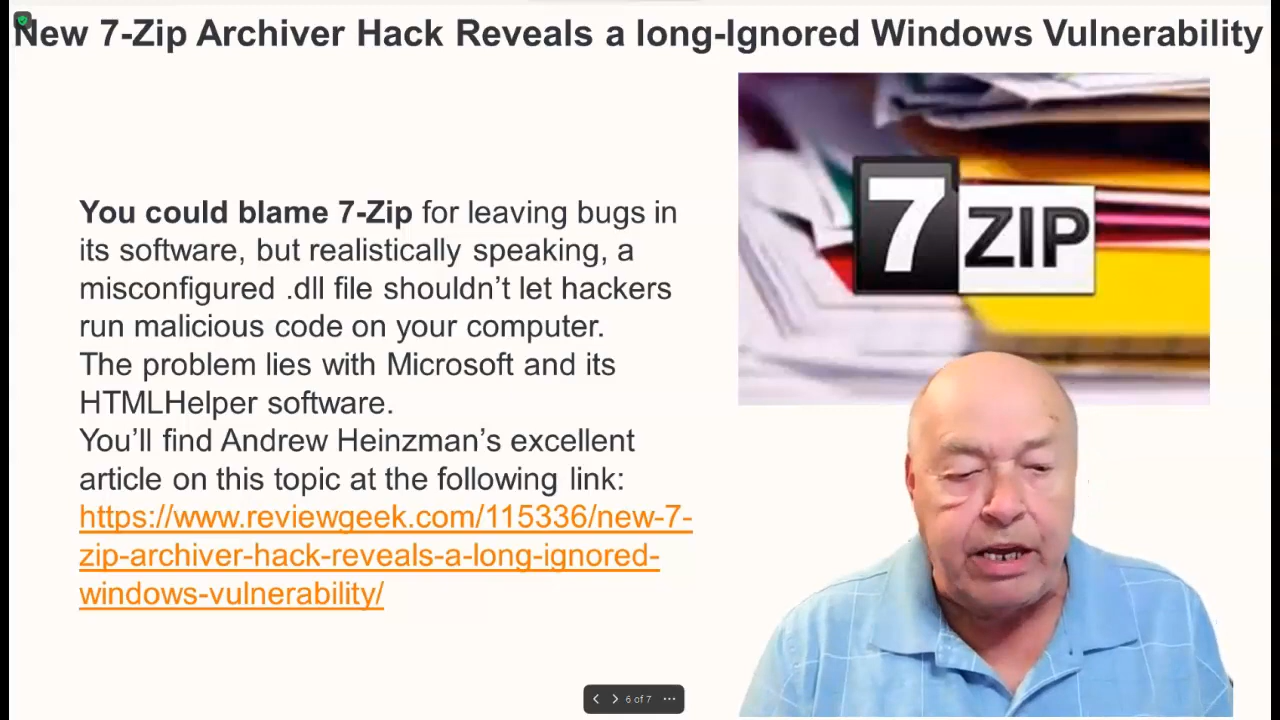 New 7-Zip Archiver Hack Reveals a long-Ignored Windows Vulnerability
7 ZIP
You could blame 7-Zip for leaving bugs in
its software, but realistically speaking, a
misconfigured .dll file shouldn’t let hackers
run malicious code on your computer.
The problem lies with Microsoft and its
HTMLHelper software.
You’ll find Andrew Heinzman’s excellent
article on this topic at the following link:
https://www.reviewgeek.com/115336/new-7-
zip-archiver-hack-reveals-a-long-ignored-
windows-vulnerability/
6 of 7